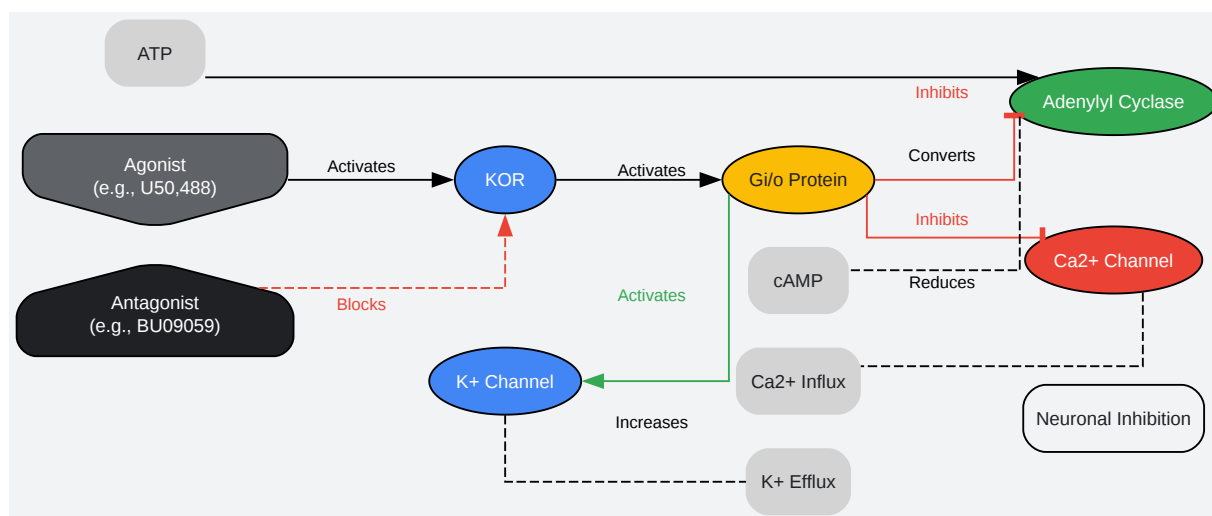 ATP
Inhibits
Adenylyl Cyclase
Agonist
(e.g., U50,488)
Activates
KOR
Activates
Gi/o Protein
Converts
Inhibits
Ca2+ Channel
cAMP
Reduces
Antagonist
(e.g., BU09059)
Blocks
Activates
K+ Channel
Ca2+ Influx
Increases
Neuronal Inhibition
K+ Efflux